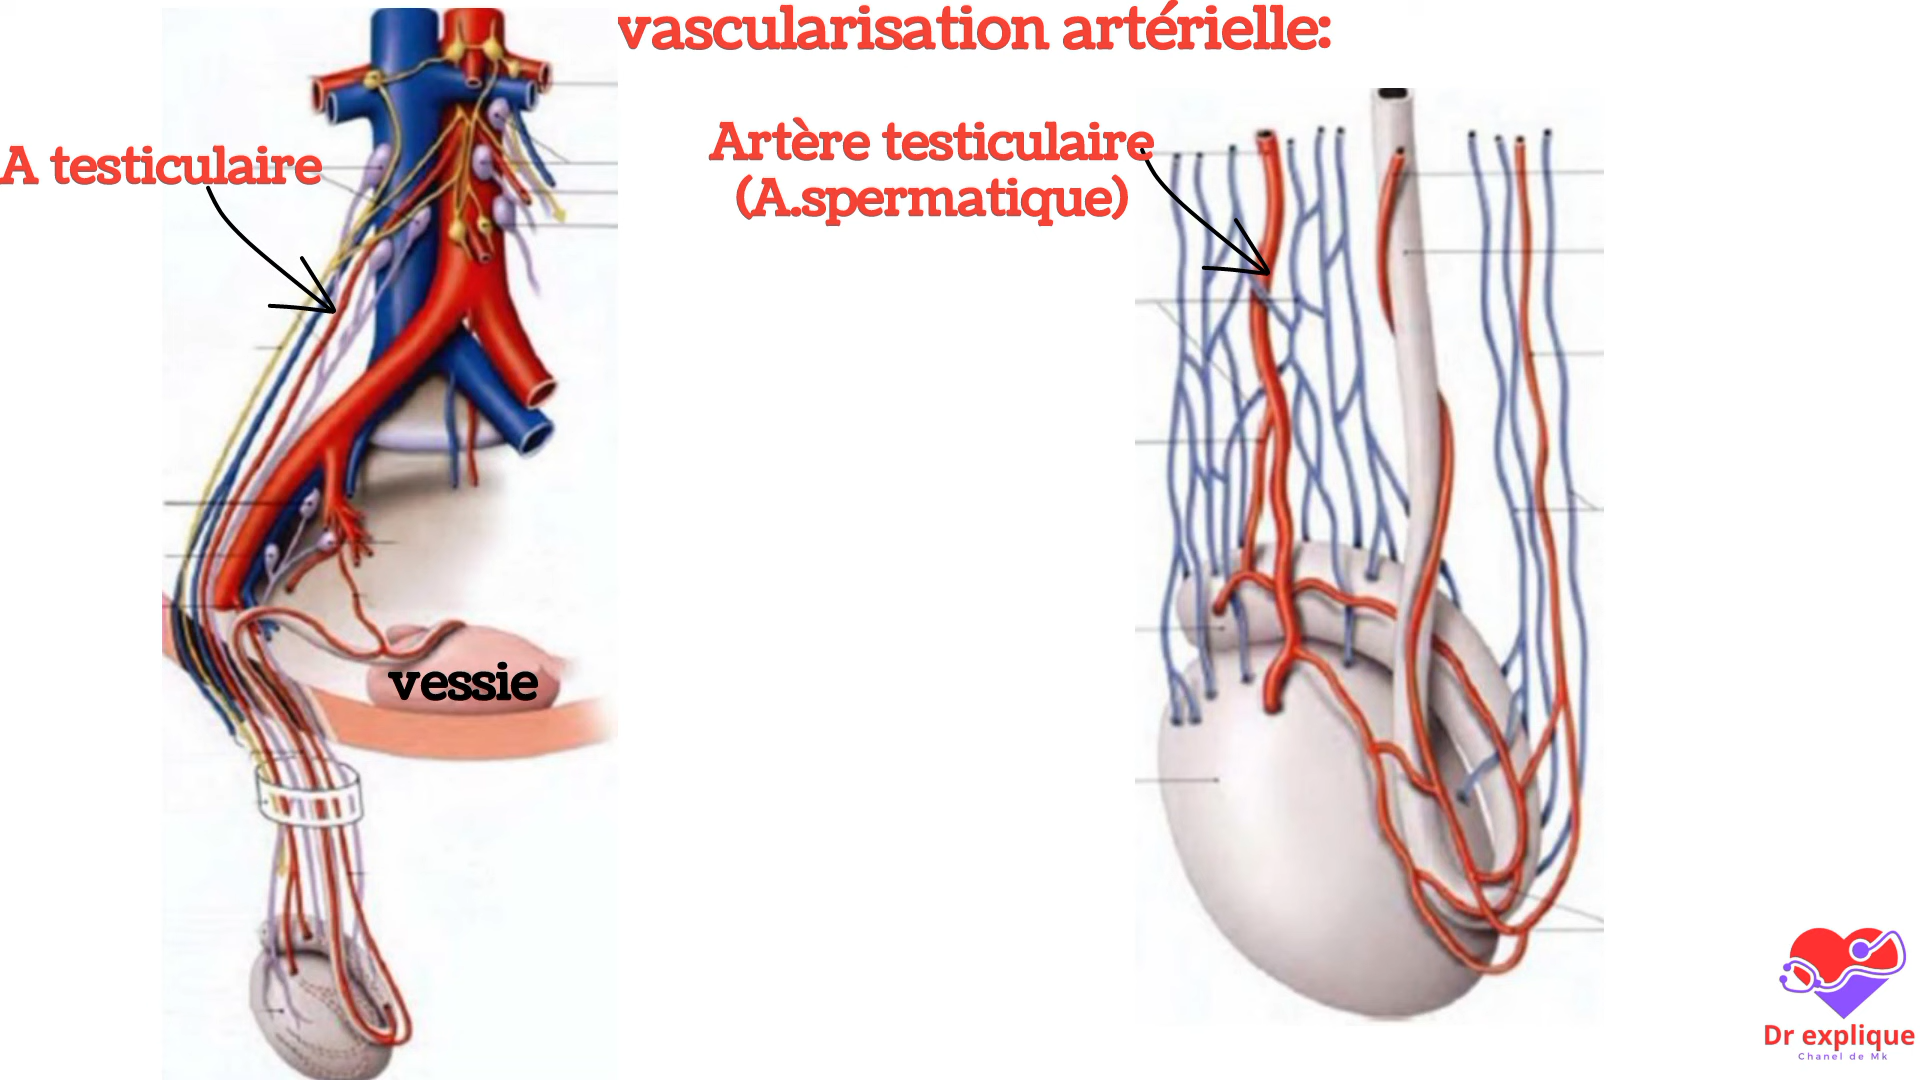 vascularisation artérielle:
A testiculaire
Artère testiculaire
(A.spermatique)
vessie
Dr explique
Chanel de Mk